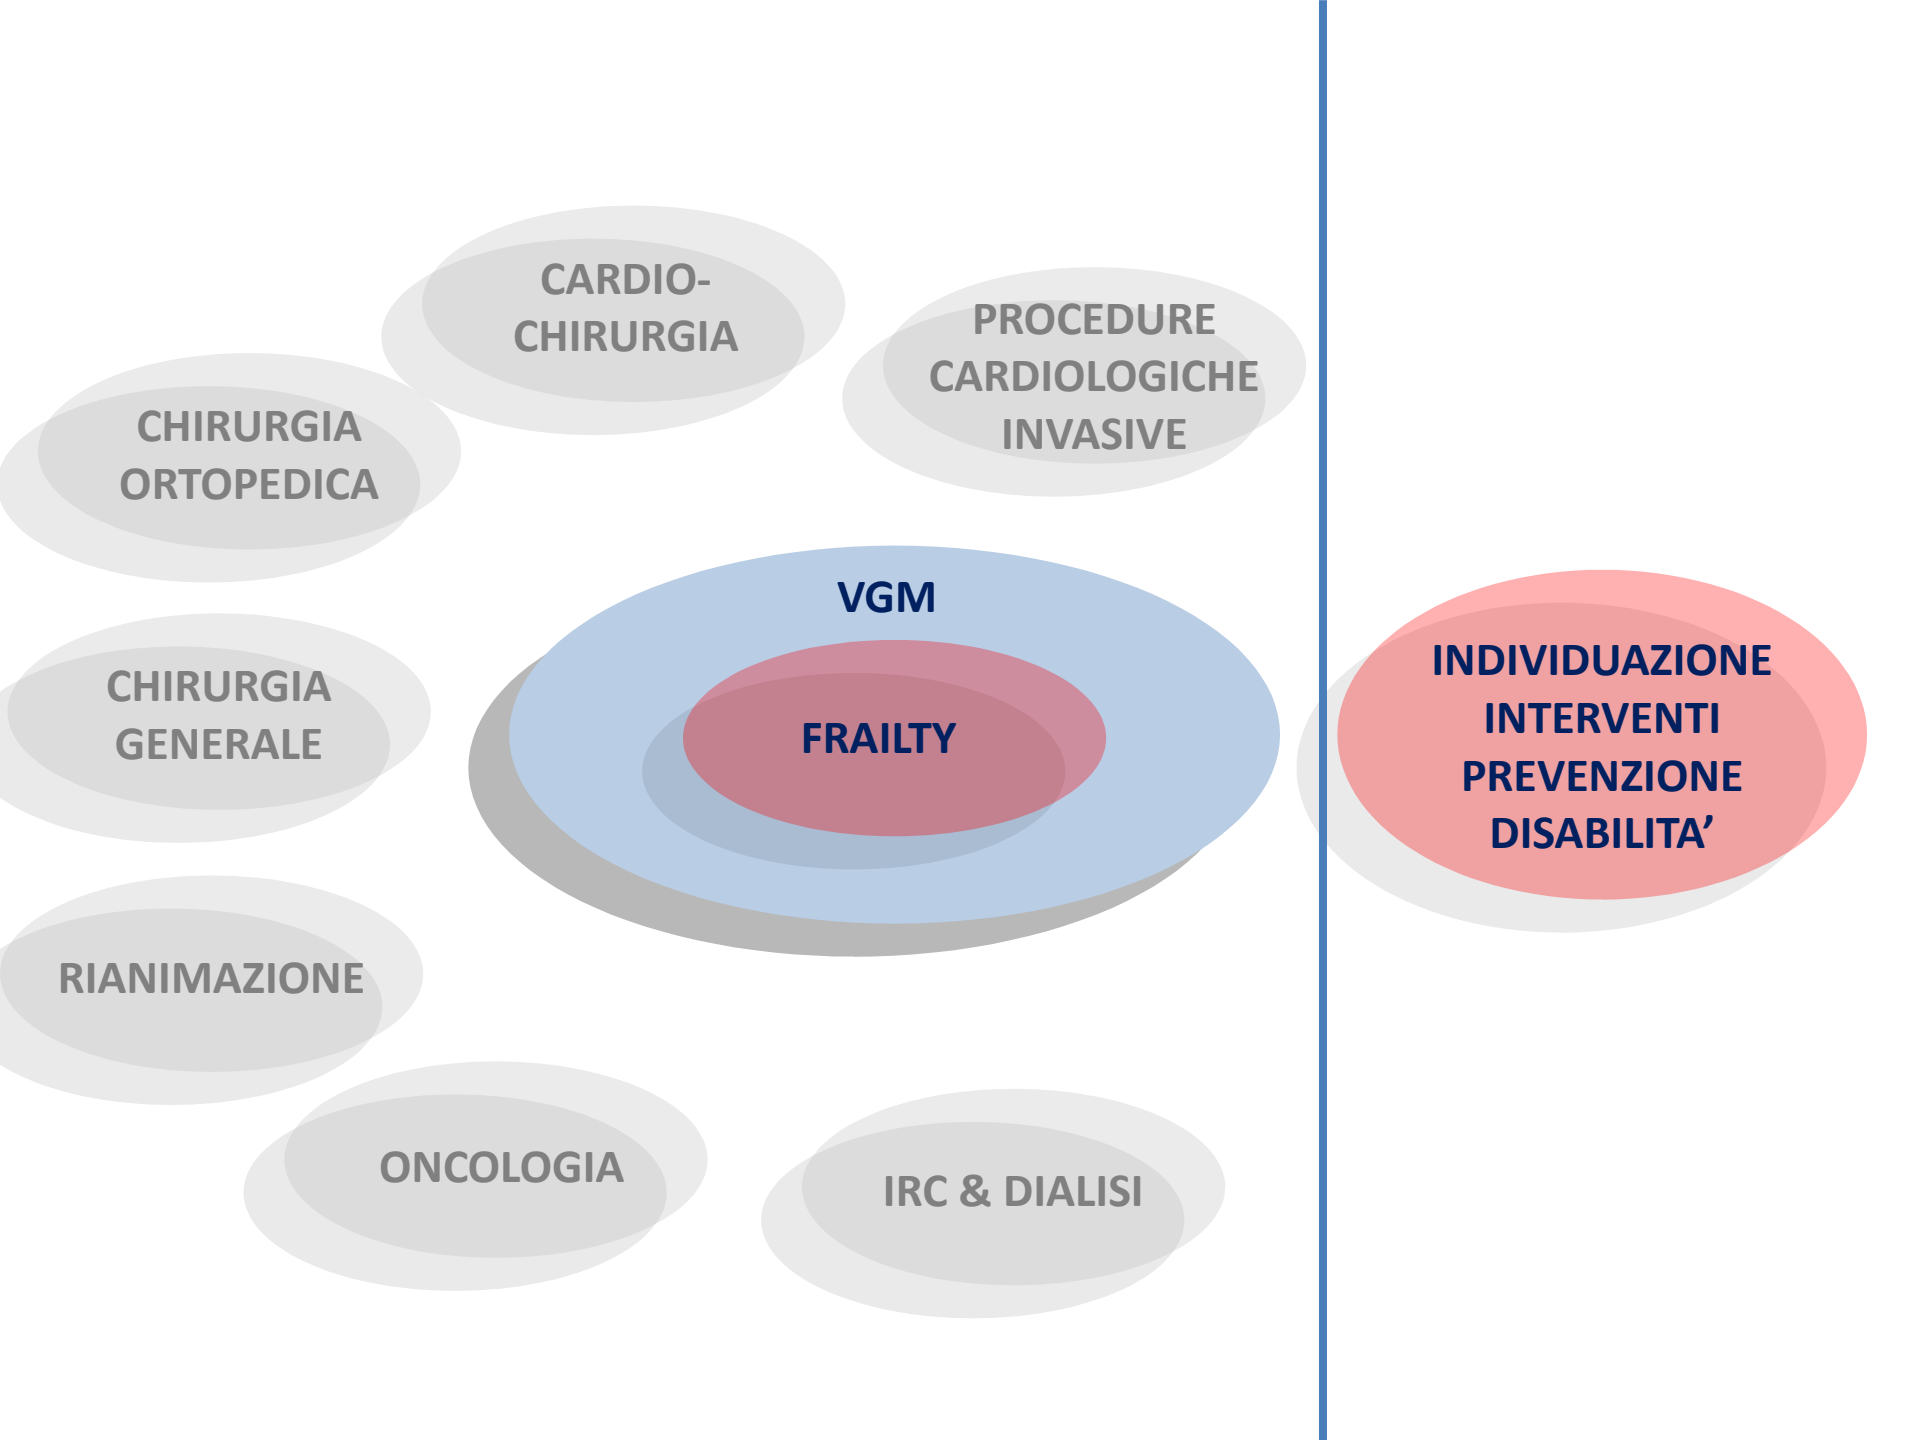 CARDIO-
CHIRURGIA
PROCEDURE
CARDIOLOGICHE
INVASIVE
CHIRURGIA
ORTOPEDICA
VGM
FRAILTY
CHIRURGIA
GENERALE
INDIVIDUAZIONE
INTERVENTI
PREVENZIONE
DISABILITA’
RIANIMAZIONE
ONCOLOGIA
IRC & DIALISI